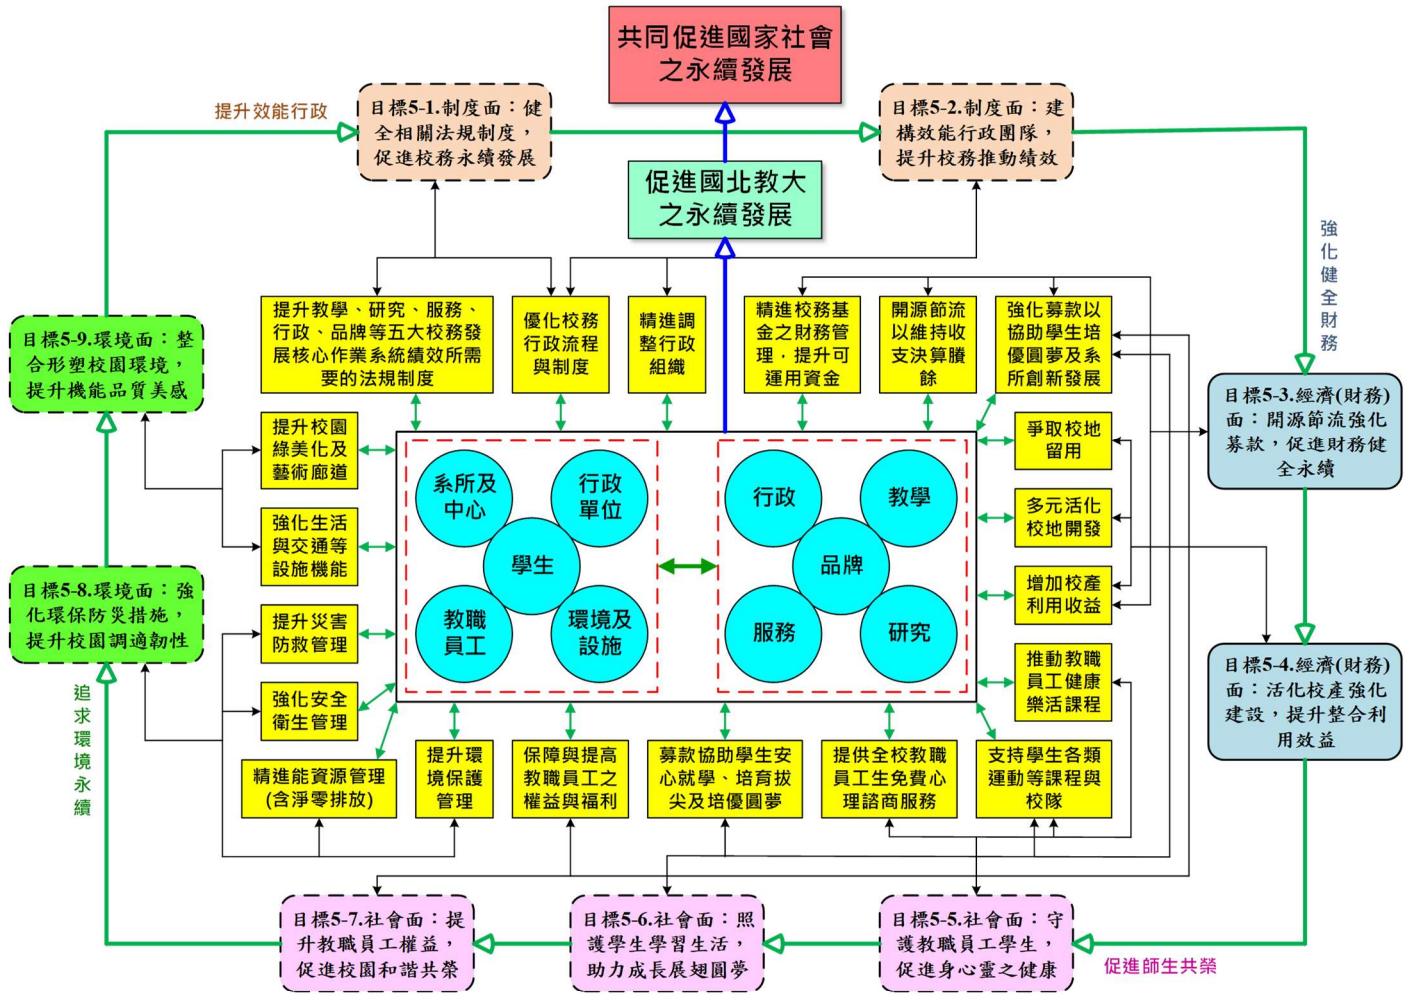 共同促進國家社會
之永續發展
提升效能行政
目標5-1.制度面：健
全相關法規制度，
促進校務永續發展
目標5-2.制度面：建
構效能行政團隊，
提升校務推動績效
促進國北教大
之永續發展
強化健全財務
提升教學、研究、服務、
行政、品牌等五大校務發
展核心作業系統績效所需
要的法規制度
優化校務
行政流程
與制度
精進調
整行政
組織
精進校務基
金之財務管
理，提升可
運用資金
開源節流
以維持收
支決算賸
餘
強化募款以
協助學生培
優圓夢及系
所創新發展
目標5-9.環境面：整
合形塑校園環境，
提升機能品質美感
目標5-3.經濟(財務)
面：開源節流強化
募款，促進財務健
全永續
提升校園
綠美化及
藝術廊道
強化生活
與交通等
設施機能
提升災害
防救管理
強化安全
衛生管理
系所及
中心
行政
單位
學生
教職
員工
環境及
設施
行政
教學
品牌
服務
研究
爭取校地
留用
多元活化
校地開發
增加校產
利用收益
推動教職
員工健康
樂活課程
目標5-8.環境面：強
化環保防災措施，
提升校園調適韌性
目標5-4.經濟(財務)
面：活化校產強化
建設，提升整合利
用效益
追求環境永續
精進能資源管理
(含淨零排放)
提升環
境保護
管理
保障與提高
教職員工之
權益與福利
募款協助學生安
心就學、培育拔
尖及培優圓夢
提供全校教職
員工生免費心
理諮商服務
支持學生各類
運動等課程與
校隊
目標5-7.社會面：提
升教職員工權益，
促進校園和諧共榮
目標5-6.社會面：照
護學生學習生活，
助力成長展翅圓夢
目標5-5.社會面：守
護教職員工學生，
促進身心靈之健康
促進師生共榮